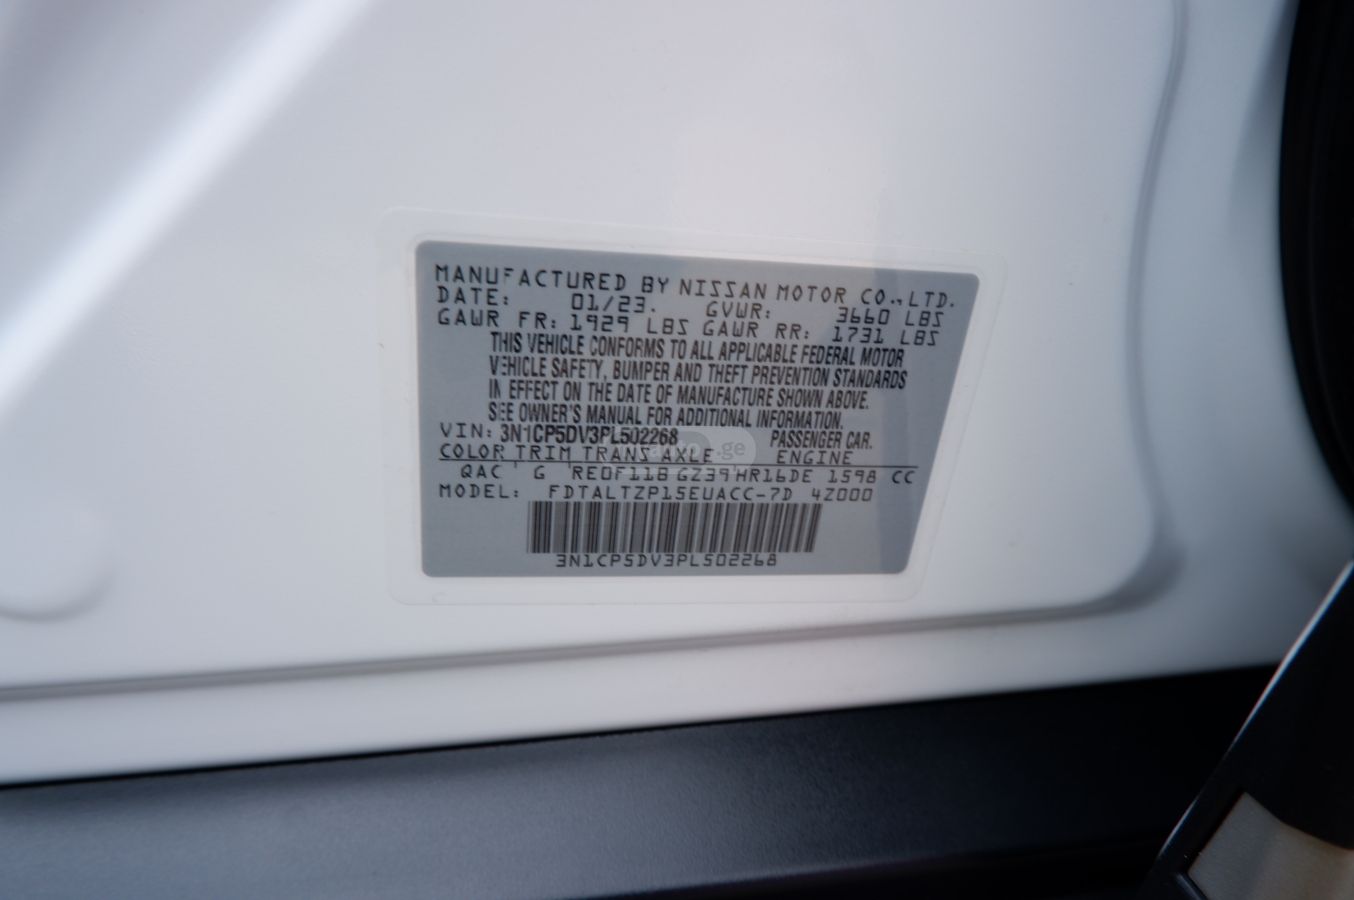 MANUFACTURED BY NISSAN MOTOR CO.,LTD.
DATE: 01/23. GVWR: 3660 LBS
GAWR FR: 1929 LBS GAWR RR: 1731 LBS
THIS VEHICLE CONFORMS TO ALL APPLICABLE FEDERAL MOTOR
VEHICLE SAFETY, BUMPER AND THEFT PREVENTION STANDARDS
IN EFFECT ON THE DATE OF MANUFACTURE SHOWN ABOVE.
SEE OWNER'S MANUAL FOR ADDITIONAL INFORMATION.
VIN: 3N1CP5DV3PL502268 PASSENGER CAR.
COLOR TRIM TRANS AXLE ENGINE
QAC G RE0F11B GZ39 HR16DE 1598 CC
MODEL: FDTALTZP15EUACC-7D 4Z000
3N1CP5DV3PL502268